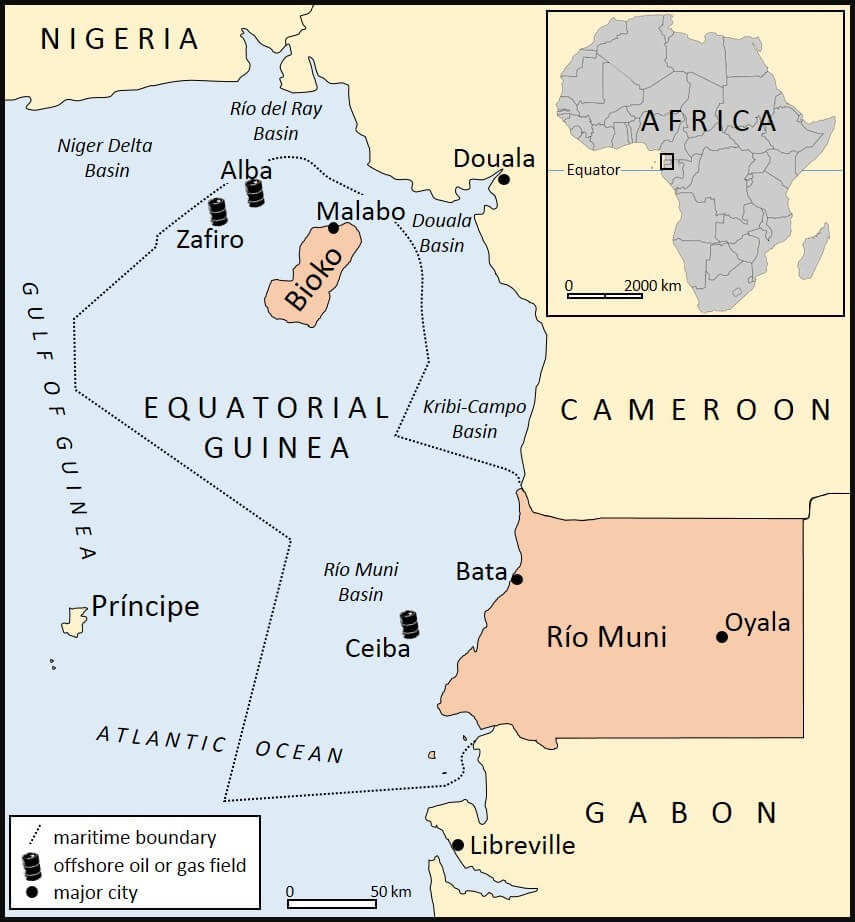 NIGERIA
Río del Ray
Basin
Niger Delta
Basin
Alba
Zafiro
Malabo
Bioko
Douala
Douala
Basin
AFRICA
Equator
0 2000 km
GULF OF GUINEA
EQUATORIAL
GUINEA
Kribi-Campo
Basin
CAMEROON
Río Muni
Basin
Bata
Príncipe
Ceiba
Río Muni
Oyala
ATLANTIC OCEAN
GABON
Libreville
maritime boundary
offshore oil or gas field
major city
0 50 km